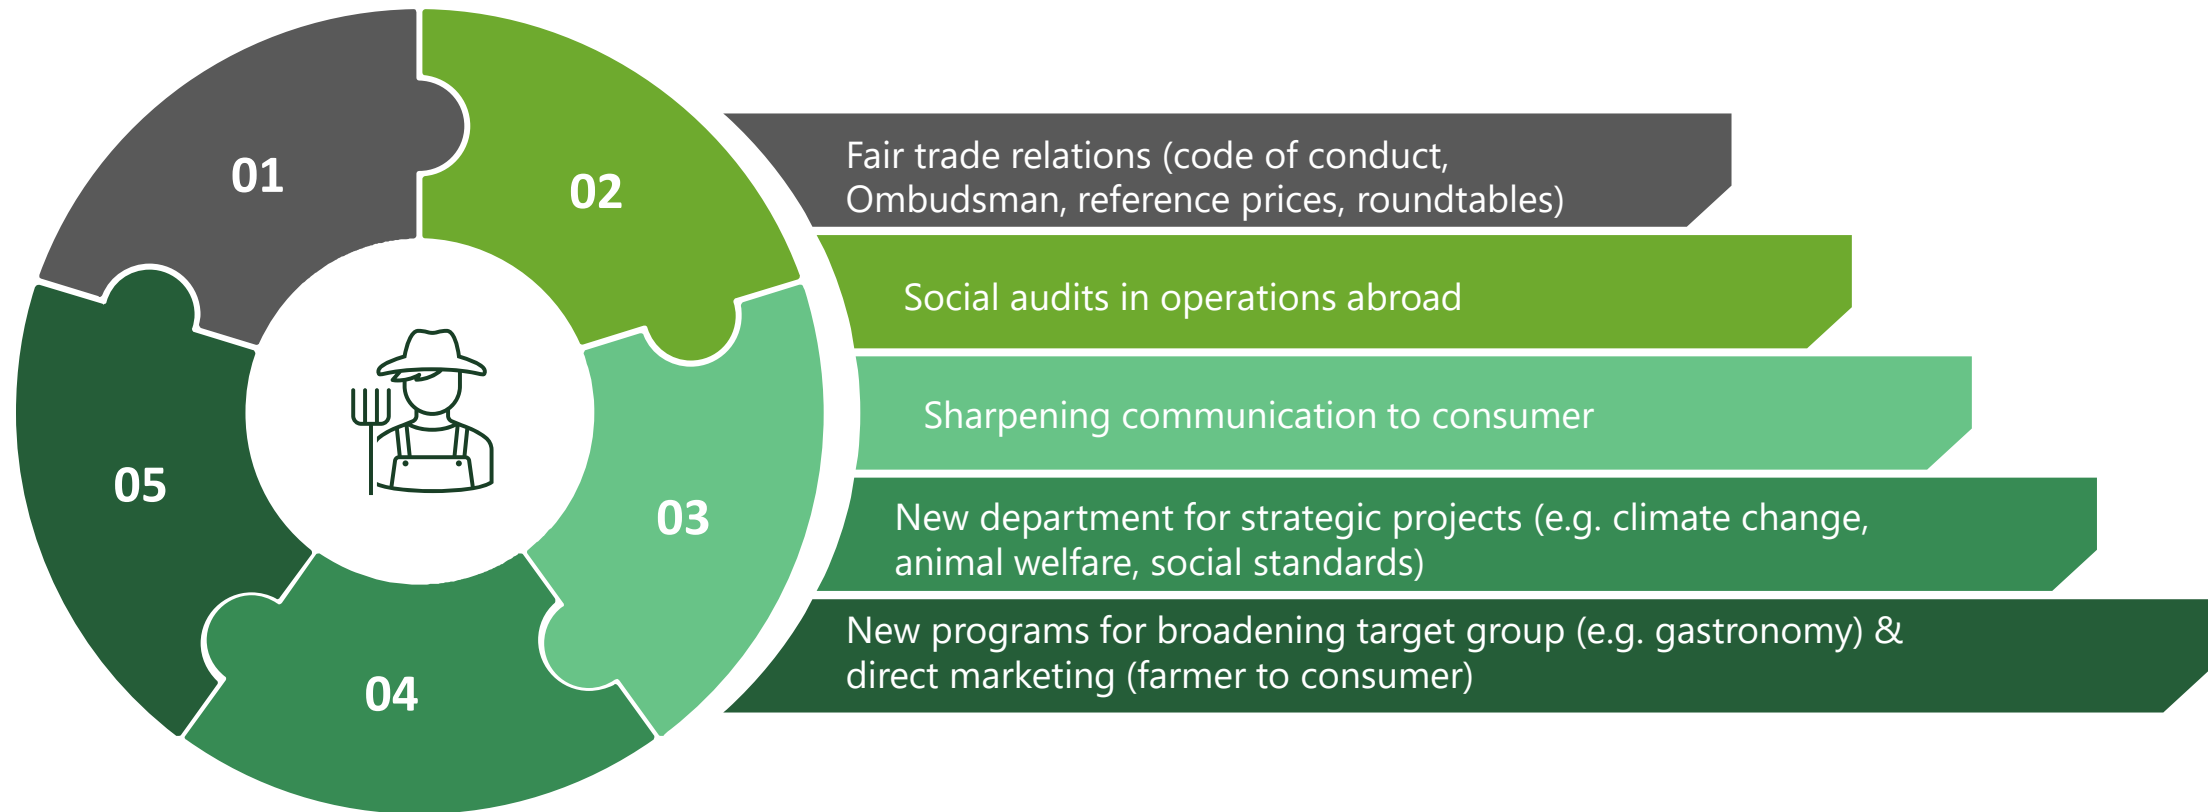 01
02
03
04
05
Fair trade relations (code of conduct,
Ombudsman, reference prices, roundtables)
Social audits in operations abroad
Sharpening communication to consumer
New department for strategic projects (e.g. climate change,
animal welfare, social standards)
New programs for broadening target group (e.g. gastronomy) &
direct marketing (farmer to consumer)